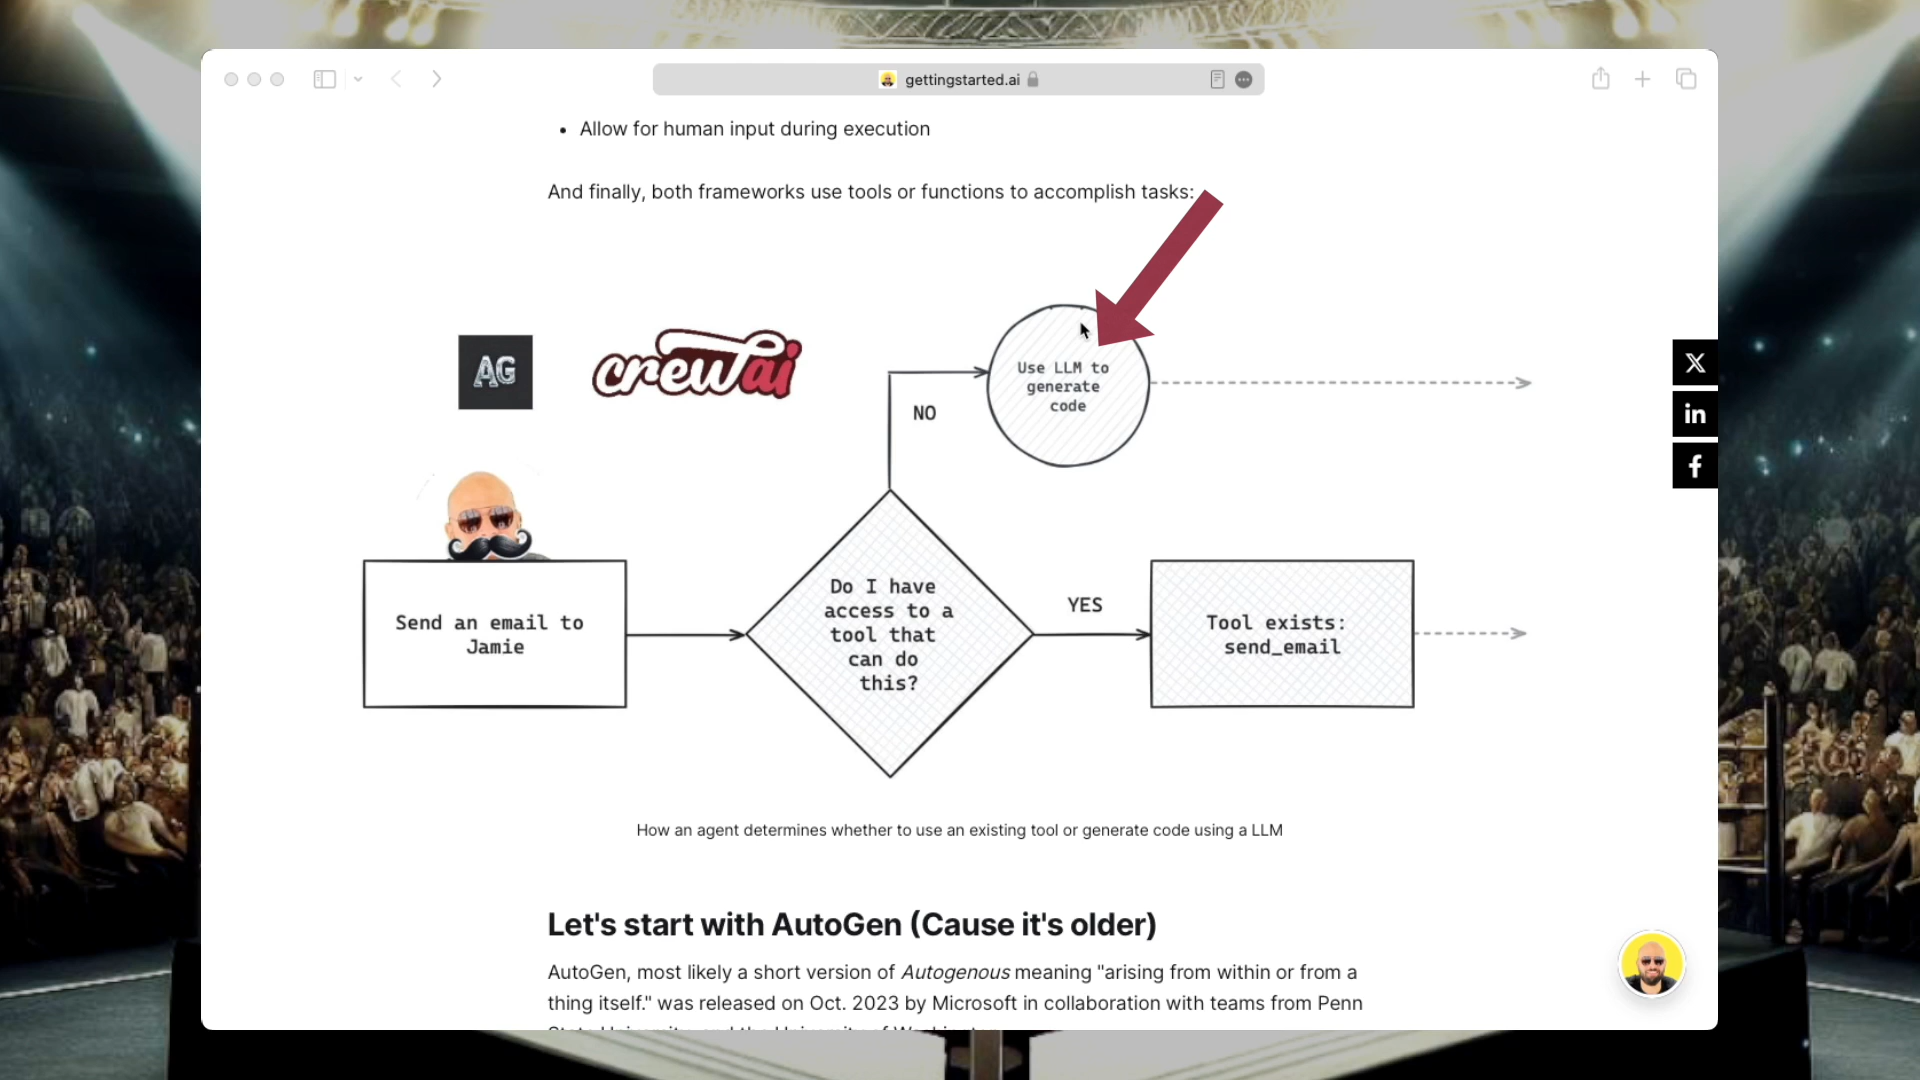 gettingstarted.ai
Allow for human input during execution
And finally, both frameworks use tools or functions to accomplish tasks:
AG
crewai
Use LLM to
generate
code
NO
Do I have
access to a
tool that
can do
this?
Send an email to
Jamie
YES
Tool exists:
send_email
X
in
f
How an agent determines whether to use an existing tool or generate code using a LLM
Let's start with AutoGen (Cause it's older)
AutoGen, most likely a short version of Autogenous meaning "arising from within or from a
thing itself." was released on Oct. 2023 by Microsoft in collaboration with teams from Penn